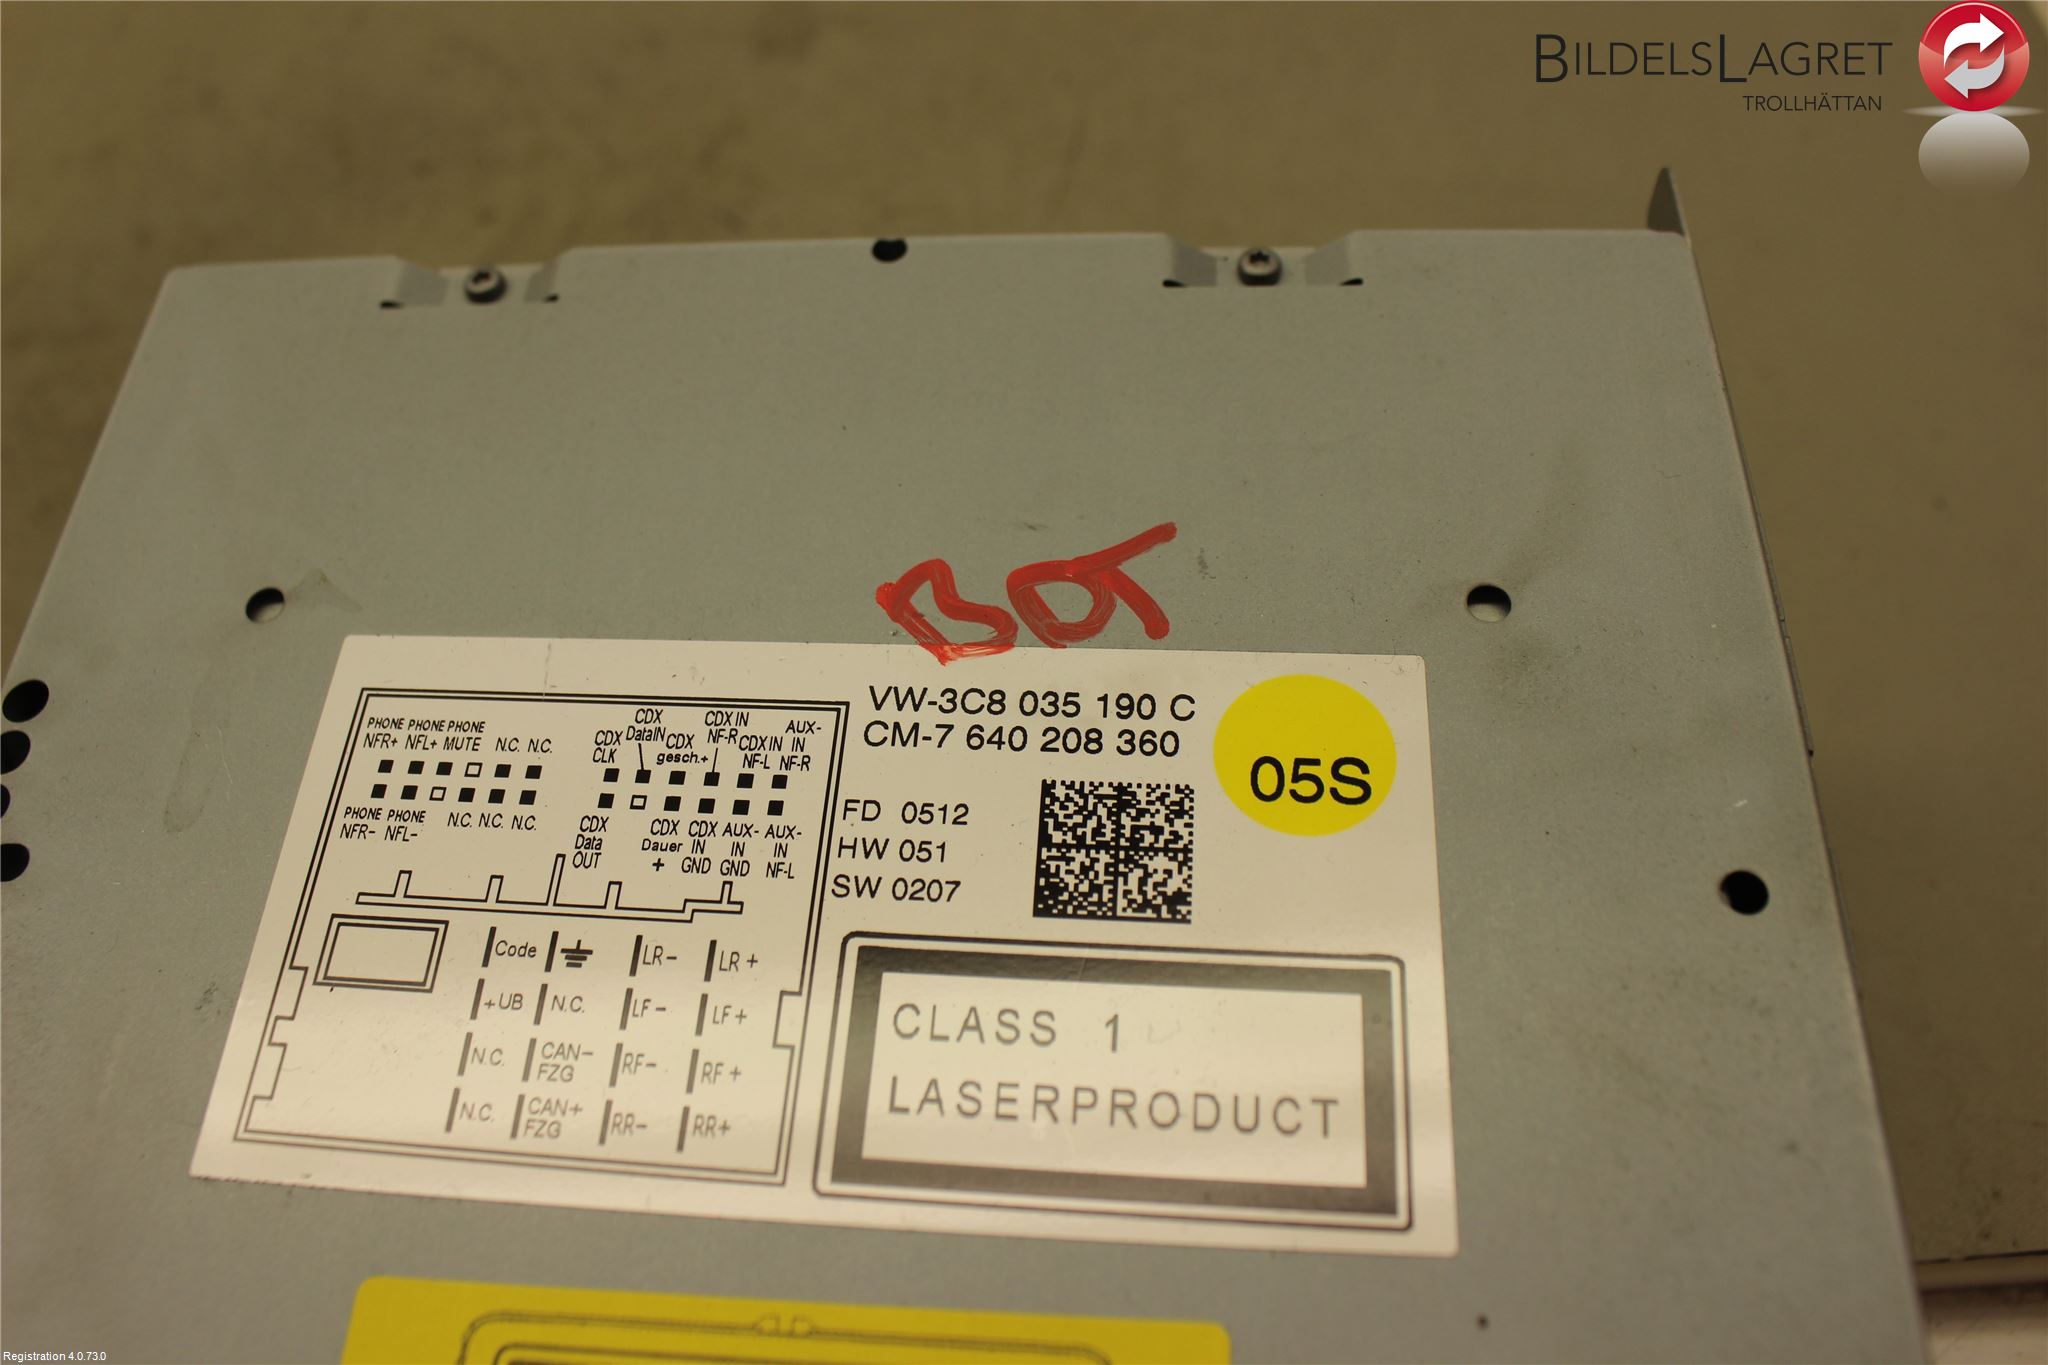 BILDELSLAGRET
TROLLHÄTTAN
VW-3C8 035 190 C
CM-7 640 208 360
05S
FD 0512
HW 051
SW 0207
CLASS 1
LASERPRODUCT
PHONE PHONE PHONE
NFR+ NFL+ MUTE N.C. N.C.
PHONE PHONE
NFR- NFL-
N.C. N.C. N.C.
CDX
CLK
CDX
DataIN
CDX
gesch.+
CDX IN
NF-R
CDX IN
NF-L
AUX-
IN
NF-R
CDX
Data
OUT
CDX
Dauer
+
CDX
IN
GND
AUX-
IN
GND
AUX-
IN
NF-L
Code LR- LR+
+UB N.C. LF- LF+
N.C. CAN-
FZG RF- RF+
N.C. CAN+
FZG RR- RR+
Registration 4.0.73.0